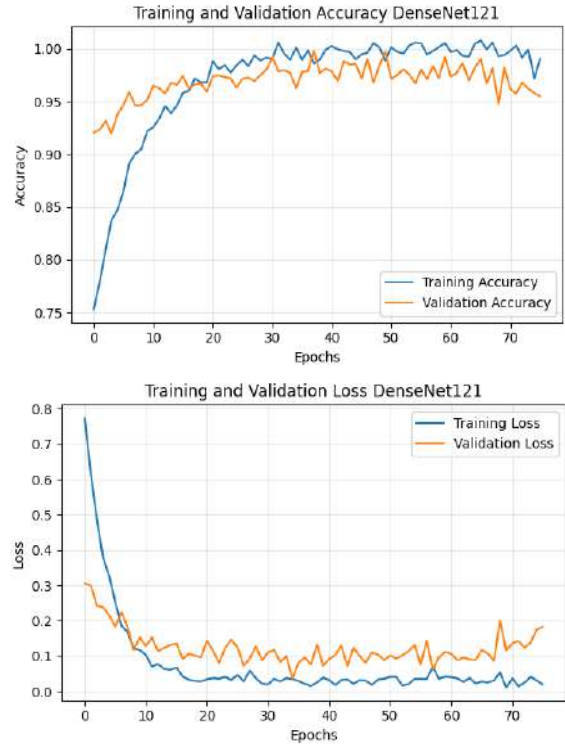 Training and Validation Accuracy DenseNet121
1.00
0.95
0.90
0.85
0.80
0.75
Accuracy
Training Accuracy
Validation Accuracy
0 10 20 30 40 50 60 70
Epochs
Training and Validation Loss DenseNet121
0.8
0.7
0.6
0.5
0.4
0.3
0.2
0.1
0.0
Loss
Training Loss
Validation Loss
0 10 20 30 40 50 60 70
Epochs